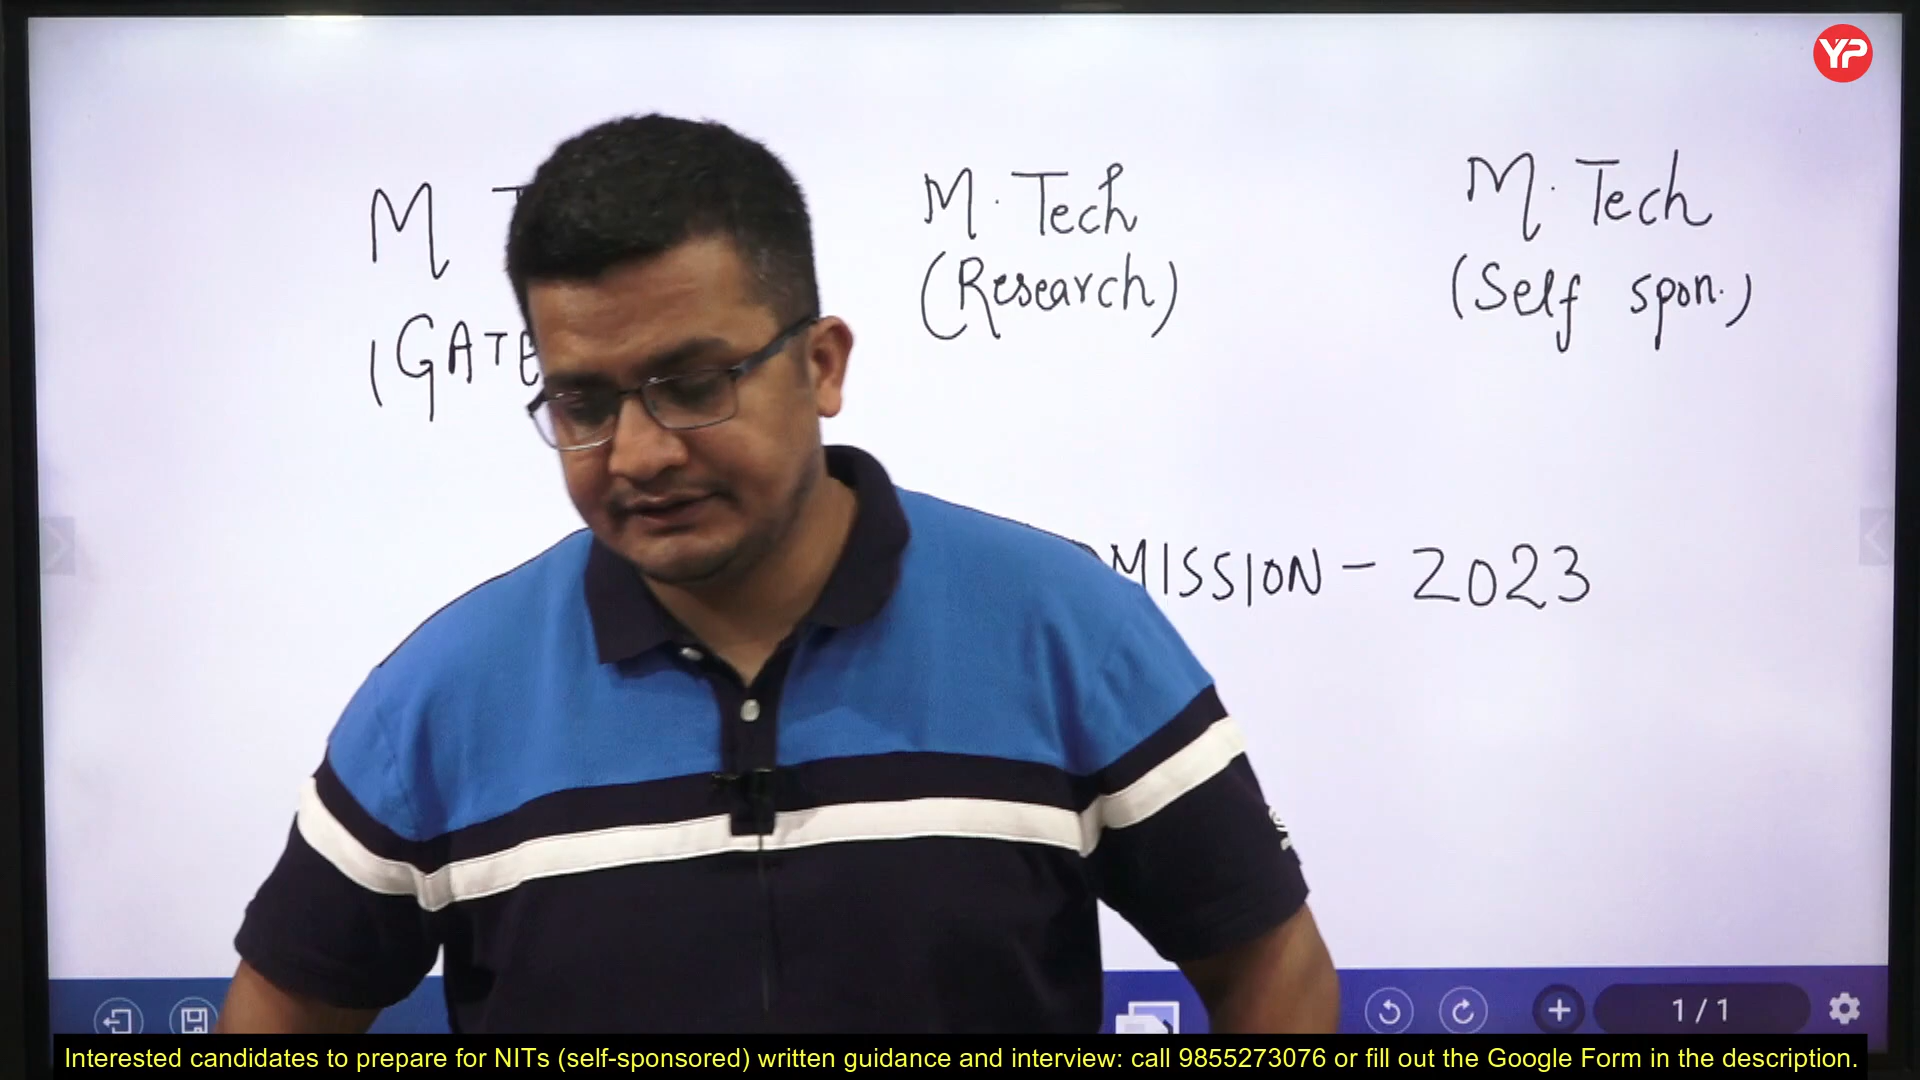 YP
M. Tech
M. Tech
M
(Research)
(Self spon.)
(GATE
MISSION - 2023
1 / 1
Interested candidates to prepare for NITs (self-sponsored) written guidance and interview: call 9855273076 or fill out the Google Form in the description.